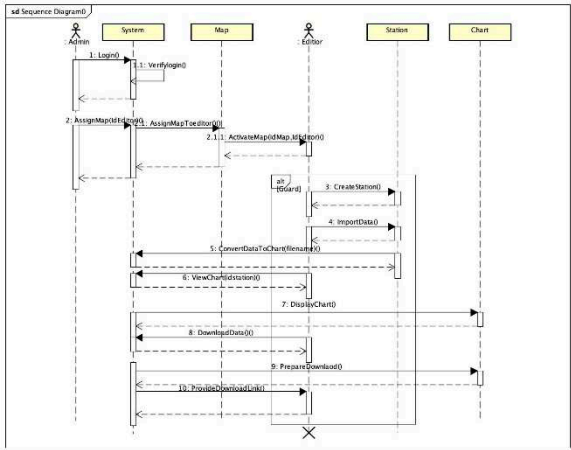 sd Sequence Diagram0
System
Map
Station
Chart
: Admin
: Editior
1: Login()
1.1: Verifylogin()
2: AssignMap(IdEditor)()
2.1: AssignMapToeditor()()
2.1.1: ActivateMap(IdMap,IdEditor)()
alt
[Guard]
3: CreateStation()
4: ImportData()
5: ConvertDataToChart(filename)()
6: ViewChart(idstation)()
7: DisplayChart()
8: DownloadData()()
9: PrepareDownlaod()
10: ProvideDownloadLink()